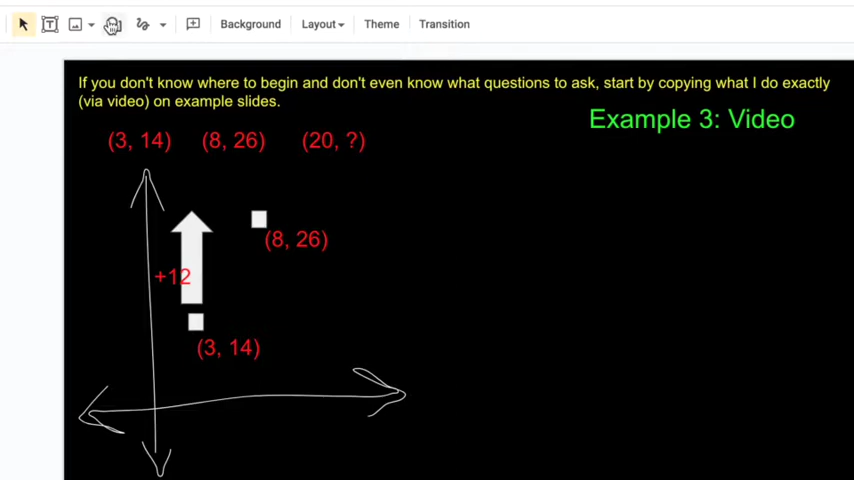 Background Layout Theme Transition
If you don't know where to begin and don't even know what questions to ask, start by copying what I do exactly
(via video) on example slides.
Example 3: Video
(3, 14) (8, 26) (20, ?)
(8, 26)
+12
(3, 14)